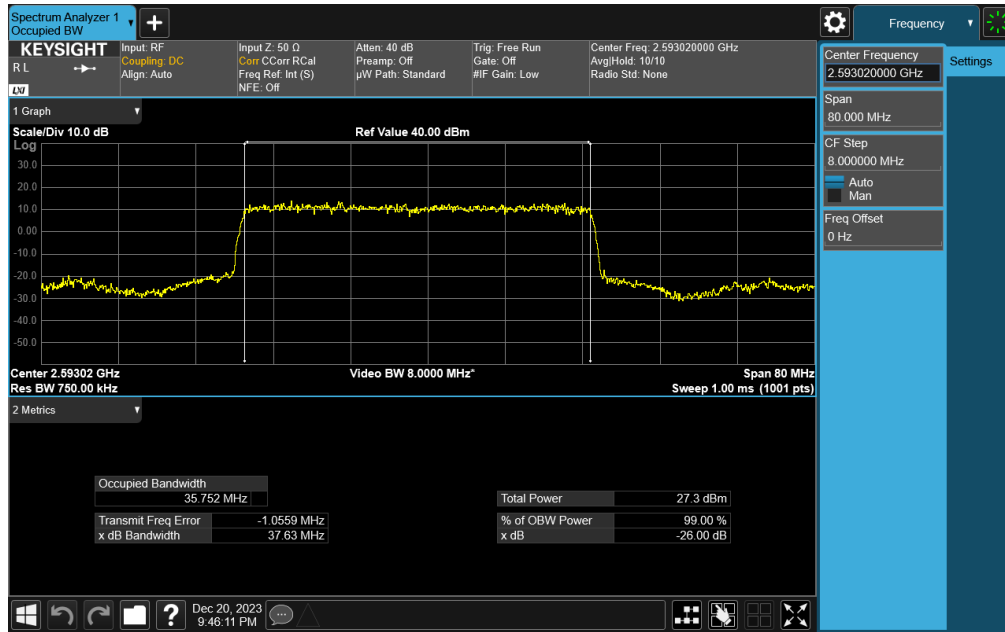 Spectrum Analyzer 1
Occupied BW
Frequency
KEYSIGHT
R L
LXI
Input: RF
Coupling: DC
Align: Auto
Input Z: 50 Ω
Corr CCorr RCal
Freq Ref: Int (S)
NFE: Off
Atten: 40 dB
Preamp: Off
µW Path: Standard
Trig: Free Run
Gate: Off
#IF Gain: Low
Center Freq: 2.593020000 GHz
Avg|Hold: 10/10
Radio Std: None
Center Frequency
2.593020000 GHz
Settings
Span
80.000 MHz
CF Step
8.000000 MHz
Auto
Man
Freq Offset
0 Hz
1 Graph
Scale/Div 10.0 dB
Ref Value 40.00 dBm
Log
30.0
20.0
10.0
0.00
-10.0
-20.0
-30.0
-40.0
-50.0
Center 2.59302 GHz
Video BW 8.0000 MHz*
Span 80 MHz
Res BW 750.00 kHz
Sweep 1.00 ms (1001 pts)
2 Metrics
Occupied Bandwidth
35.752 MHz
Total Power 27.3 dBm
Transmit Freq Error -1.0559 MHz
% of OBW Power 99.00 %
x dB Bandwidth 37.63 MHz
x dB -26.00 dB
Dec 20, 2023
9:46:11 PM